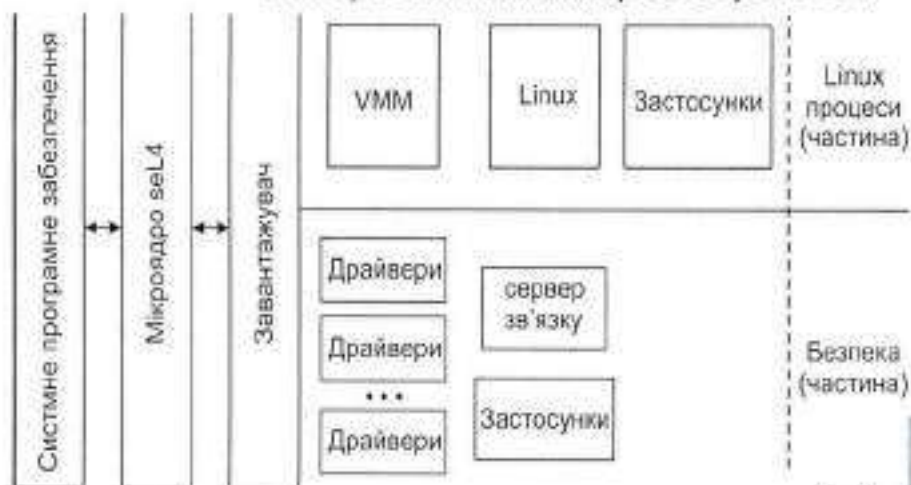 Систмне програмне забезпечення
Мікроядро seL4
Завантажувач
VMM
Linux
Застосунки
Linux
процеси
(частина)
Драйвери
Драйвери
...
Драйвери
сервер
зв'язку
Застосунки
Безпека
(частина)